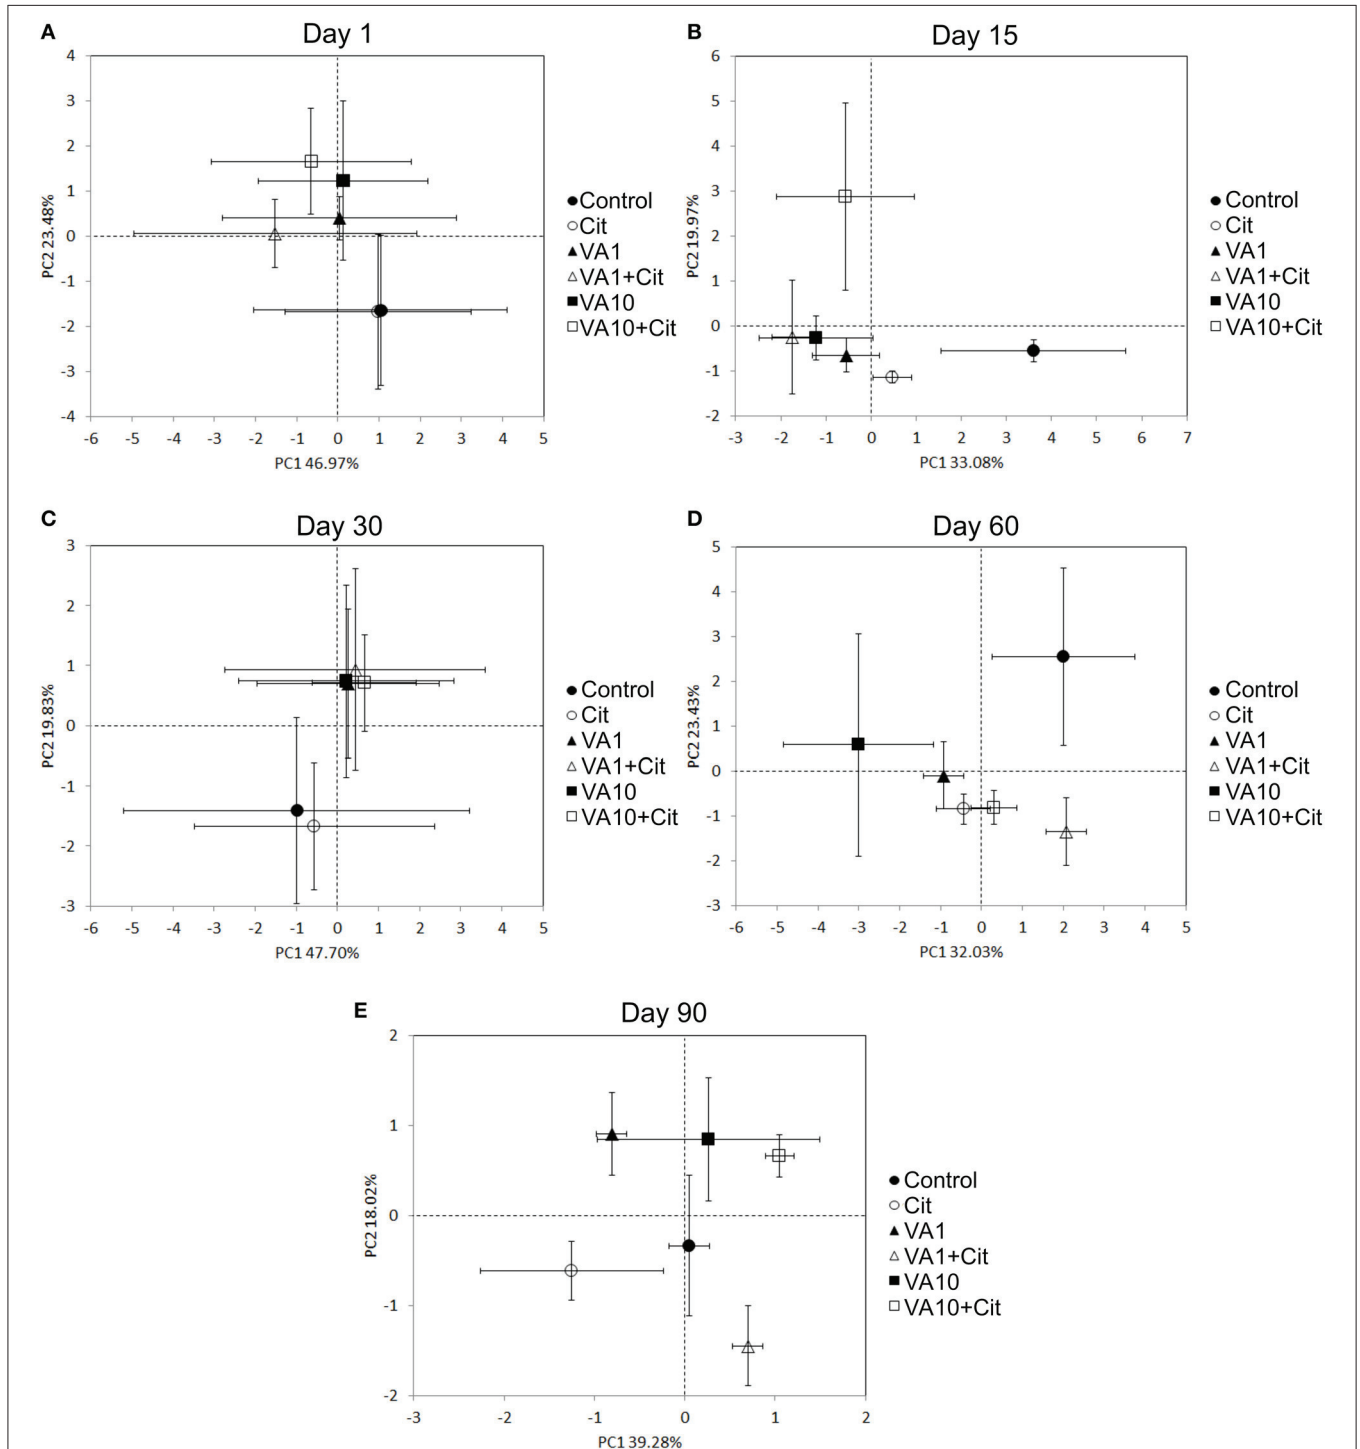 A
Day 1
4
3
2
1
0
-1
-2
-3
-4
PC2 23.48%
-6 -5 -4 -3 -2 -1 0 1 2 3 4 5
PC1 46.97%
Control
Cit
VA1
VA1+Cit
VA10
VA10+Cit
B
Day 15
6
5
4
3
2
1
0
-1
-2
PC2 19.97%
-3 -2 -1 0 1 2 3 4 5 6 7
PC1 33.08%
Control
Cit
VA1
VA1+Cit
VA10
VA10+Cit
C
Day 30
3
2
1
0
-1
-2
-3
PC2 19.83%
-6 -5 -4 -3 -2 -1 0 1 2 3 4 5
PC1 47.70%
Control
Cit
VA1
VA1+Cit
VA10
VA10+Cit
D
Day 60
5
4
3
2
1
0
-1
-2
-3
PC2 23.43%
-6 -5 -4 -3 -2 -1 0 1 2 3 4 5
PC1 32.03%
Control
Cit
VA1
VA1+Cit
VA10
VA10+Cit
E
Day 90
2
1
0
-1
-2
PC2 18.02%
-3 -2 -1 0 1 2
PC1 39.28%
Control
Cit
VA1
VA1+Cit
VA10
VA10+Cit